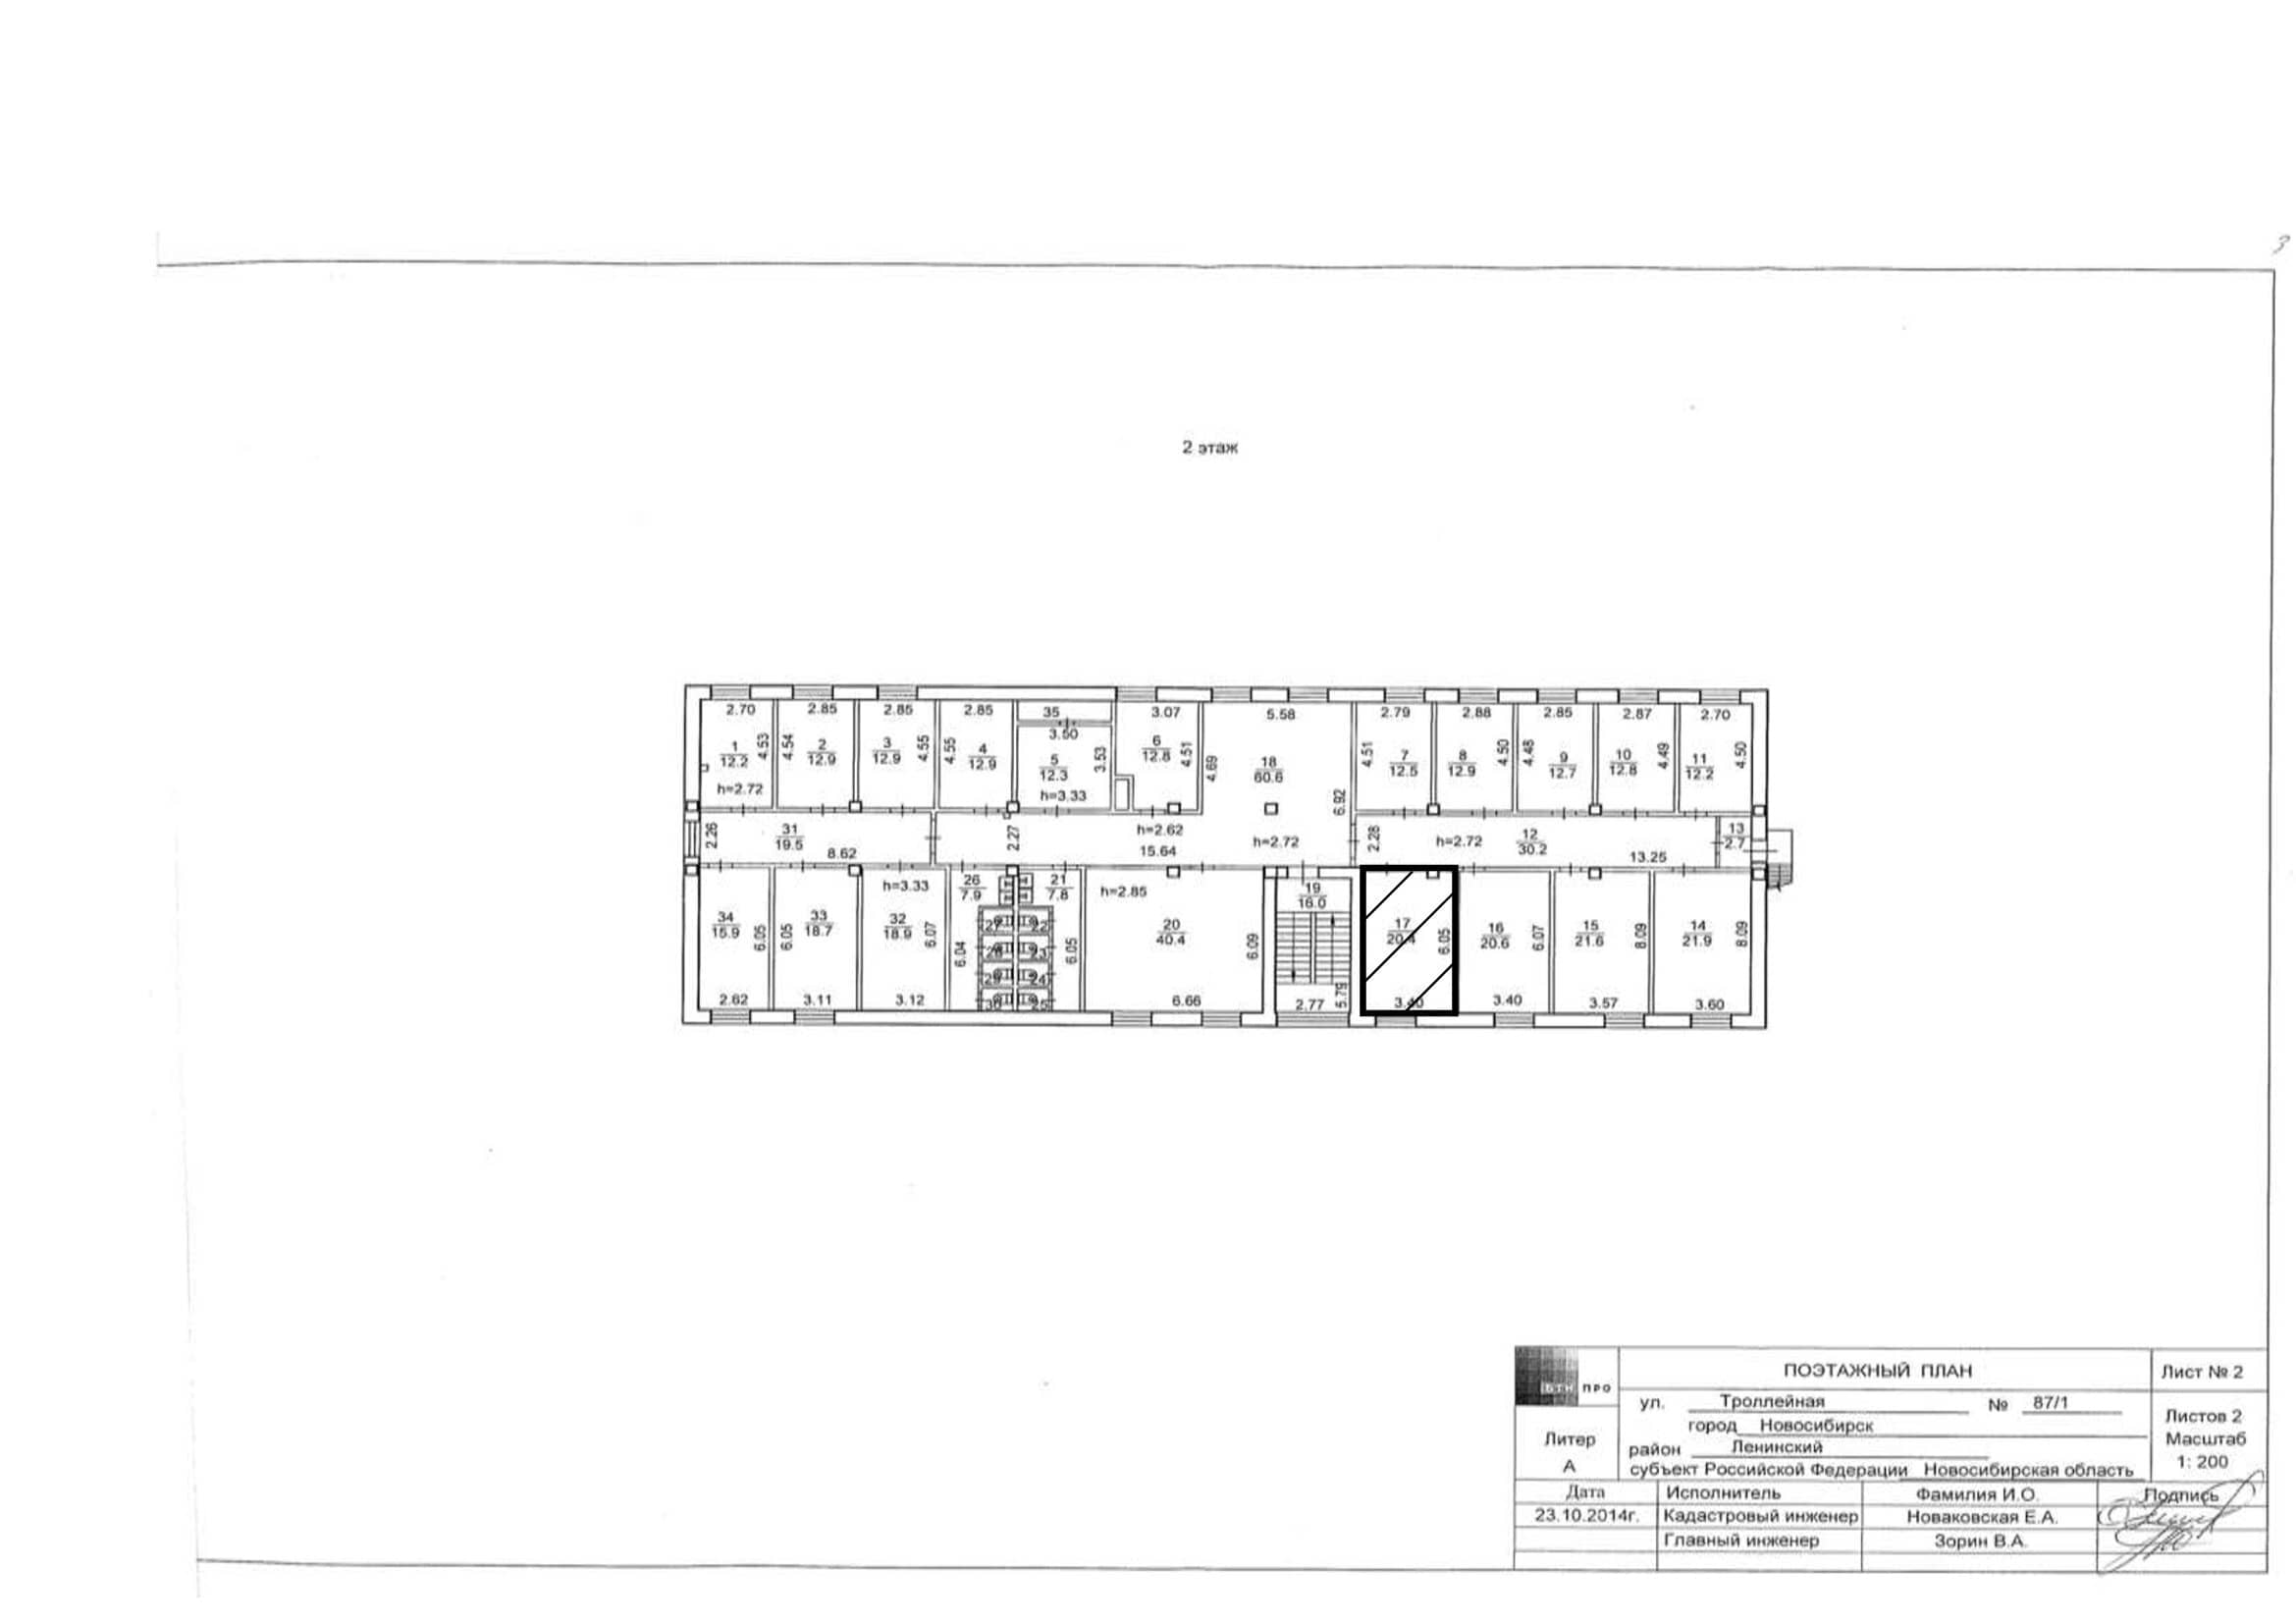 3
2 этаж
2.70 2.85 2.85 2.85 35 3.07 5.58 2.79 2.88 2.85 2.87 2.70
3.50
1 12.2 4.53 4.54 2 12.9 3 12.9 4.55 4.55 4 12.9 5 12.3 3.53 6 12.8 4.51 4.69 18 60.6 4.51 7 12.5 8 12.9 4.50 4.48 9 12.7 10 12.8 4.49 11 12.2 4.50
h=2.72 h=3.33 6.92
2.26 31 19.5 8.62 2.27 h=2.62 15.64 h=2.72 2.28 h=2.72 12 30.2 13.25 13 2.7
h=3.33 26 7.9 21 7.8 h=2.85 19 16.0
34 15.9 6.05 6.05 33 18.7 32 18.9 6.07 6.04 27 22 23 29 24 30 25 6.05 20 40.4 6.09 17 20.4 6.05 16 20.6 6.07 15 21.6 8.09 14 21.9 8.09
2.62 3.11 3.12 6.66 2.77 5.79 3.40 3.40 3.57 3.60
БТИ ПРО
ПОЭТАЖНЫЙ ПЛАН
Лист № 2
ул. Троллейная № 87/1
город Новосибирск
район Ленинский
субъект Российской Федерации Новосибирская область
Литер
А
Листов 2
Масштаб
1: 200
Дата Исполнитель Фамилия И.О. Подпись
23.10.2014г. Кадастровый инженер Новаковская Е.А.
Главный инженер Зорин В.А.